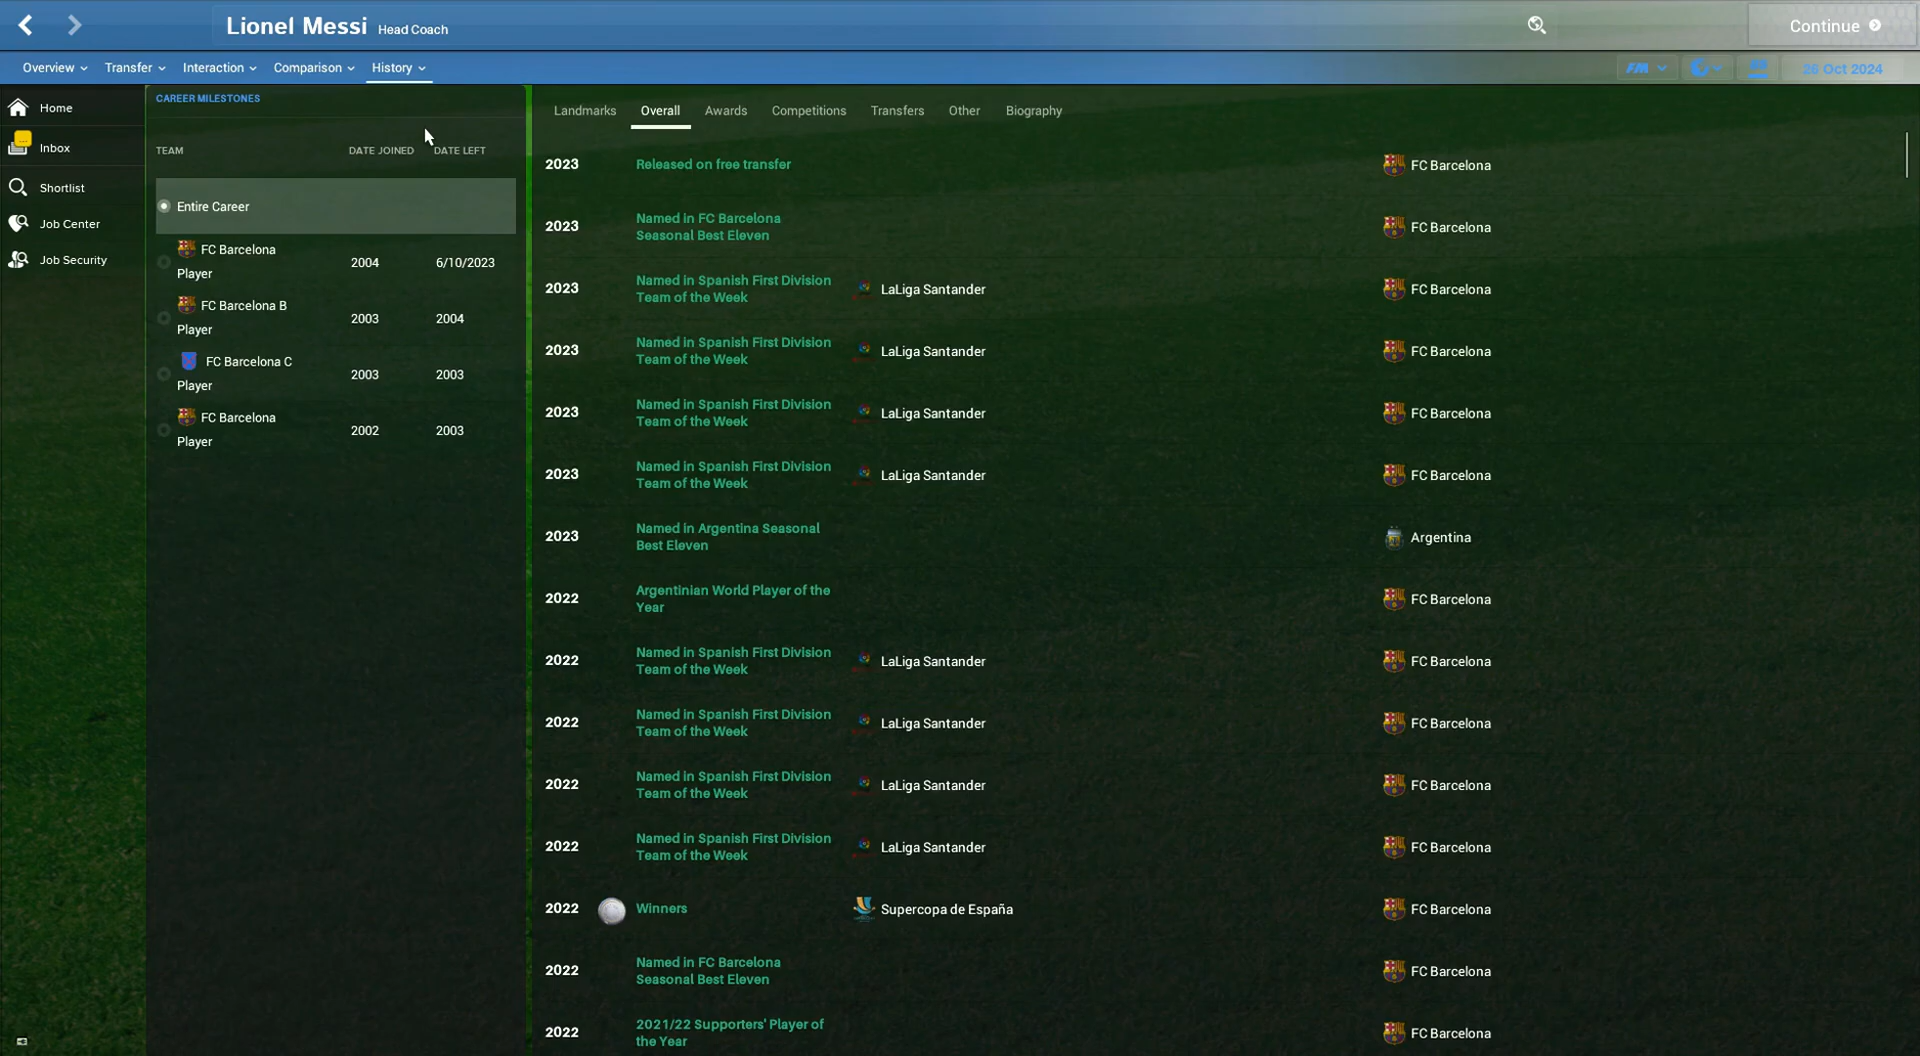 Lionel Messi Head Coach
Continue
Overview Transfer Interaction Comparison History
FM
26 Oct 2024
Home
Inbox
Shortlist
Job Center
Job Security
CAREER MILESTONES
TEAM DATE JOINED DATE LEFT
Entire Career
FC Barcelona
Player 2004 6/10/2023
FC Barcelona B
Player 2003 2004
FC Barcelona C
Player 2003 2003
FC Barcelona
Player 2002 2003
Landmarks Overall Awards Competitions Transfers Other Biography
2023 Released on free transfer FC Barcelona
2023 Named in FC Barcelona
Seasonal Best Eleven FC Barcelona
2023 Named in Spanish First Division
Team of the Week LaLiga Santander FC Barcelona
2023 Named in Spanish First Division
Team of the Week LaLiga Santander FC Barcelona
2023 Named in Spanish First Division
Team of the Week LaLiga Santander FC Barcelona
2023 Named in Spanish First Division
Team of the Week LaLiga Santander FC Barcelona
2023 Named in Argentina Seasonal
Best Eleven Argentina
2022 Argentinian World Player of the
Year FC Barcelona
2022 Named in Spanish First Division
Team of the Week LaLiga Santander FC Barcelona
2022 Named in Spanish First Division
Team of the Week LaLiga Santander FC Barcelona
2022 Named in Spanish First Division
Team of the Week LaLiga Santander FC Barcelona
2022 Named in Spanish First Division
Team of the Week LaLiga Santander FC Barcelona
2022 Winners Supercopa de España FC Barcelona
2022 Named in FC Barcelona
Seasonal Best Eleven FC Barcelona
2022 2021/22 Supporters' Player of
the Year FC Barcelona